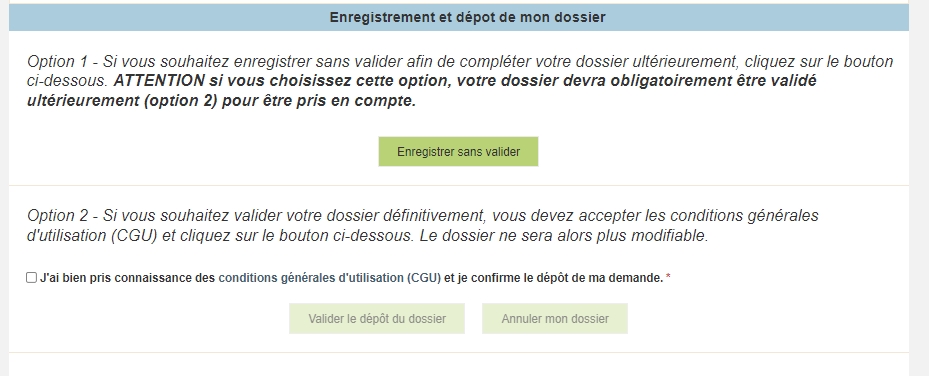 Enregistrement et dépot de mon dossier
Option 1 - Si vous souhaitez enregistrer sans valider afin de compléter votre dossier ultérieurement, cliquez sur le bouton
ci-dessous. ATTENTION si vous choisissez cette option, votre dossier devra obligatoirement être validé
ultérieurement (option 2) pour être pris en compte.
Enregistrer sans valider
Option 2 - Si vous souhaitez valider votre dossier définitivement, vous devez accepter les conditions générales
d'utilisation (CGU) et cliquez sur le bouton ci-dessous. Le dossier ne sera alors plus modifiable.
J'ai bien pris connaissance des conditions générales d'utilisation (CGU) et je confirme le dépôt de ma demande. *
Valider le dépôt du dossier
Annuler mon dossier